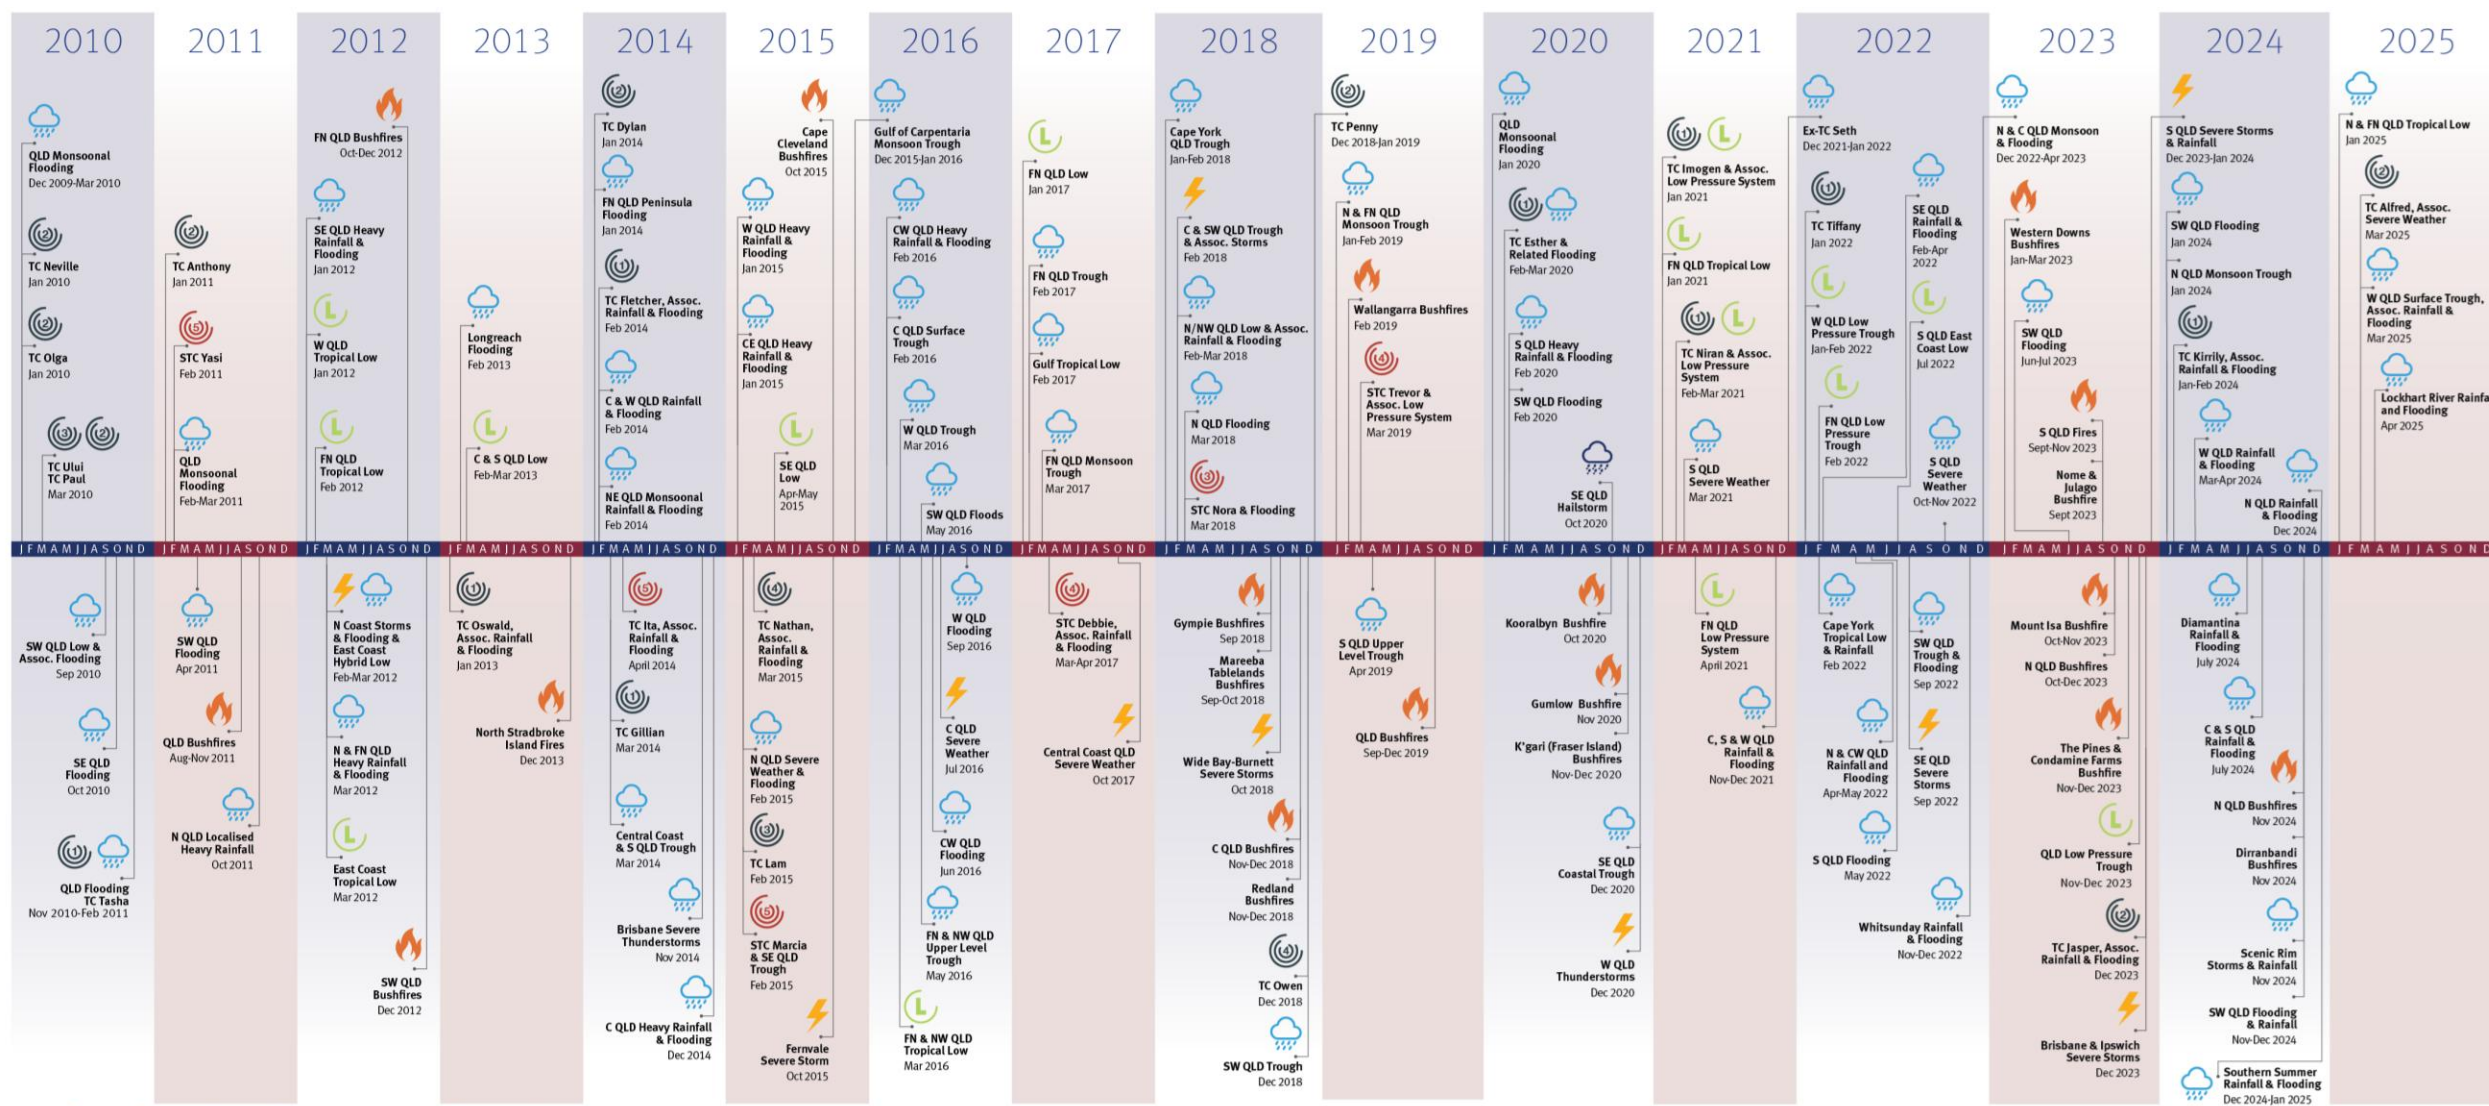 2010
QLD Monsoonal
Flooding
Dec 2009-Mar 2010
2
TC Neville
Jan 2010
2
TC Olga
Jan 2010
3 2
TC Ului
TC Paul
Mar 2010
J F M A M J J A S O N D
SW QLD Low &
Assoc. Flooding
Sep 2010
SE QLD
Flooding
Oct 2010
1
QLD Flooding
TC Tasha
Nov 2010-Feb 2011
2011
2
TC Anthony
Jan 2011
5
STC Yasi
Feb 2011
QLD
Monsoonal
Flooding
Feb-Mar 2011
J F M A M J J A S O N D
SW QLD
Flooding
Apr 2011
QLD Bushfires
Aug-Nov 2011
N QLD Localised
Heavy Rainfall
Oct 2011
2012
FN QLD Bushfires
Oct-Dec 2012
SE QLD Heavy
Rainfall &
Flooding
Jan 2012
L
W QLD
Tropical Low
Jan 2012
L
FN QLD
Tropical Low
Feb 2012
J F M A M J J A S O N D
N Coast Storms
& Flooding &
East Coast
Hybrid Low
Feb-Mar 2012
N & FN QLD
Heavy Rainfall
& Flooding
Mar 2012
L
East Coast
Tropical Low
Mar 2012
SW QLD
Bushfires
Dec 2012
2013
Longreach
Flooding
Feb 2013
L
C & S QLD Low
Feb-Mar 2013
J F M A M J J A S O N D
1
TC Oswald,
Assoc. Rainfall
& Flooding
Jan 2013
North Stradbroke
Island Fires
Dec 2013
2014
2
TC Dylan
Jan 2014
FN QLD Peninsula
Flooding
Jan 2014
1
TC Fletcher, Assoc.
Rainfall & Flooding
Feb 2014
C & W QLD Rainfall
& Flooding
Feb 2014
NE QLD Monsoonal
Rainfall & Flooding
Feb 2014
J F M A M J J A S O N D
5
TC Ita, Assoc.
Rainfall &
Flooding
April 2014
1
TC Gillian
Mar 2014
Central Coast
& S QLD Trough
Mar 2014
Brisbane Severe
Thunderstorms
Nov 2014
C QLD Heavy Rainfall
& Flooding
Dec 2014
2015
Cape
Cleveland
Bushfires
Oct 2015
W QLD Heavy
Rainfall &
Flooding
Jan 2015
CE QLD Heavy
Rainfall &
Flooding
Jan 2015
L
SE QLD
Low
Apr-May
2015
J F M A M J J A S O N D
4
TC Nathan,
Assoc.
Rainfall &
Flooding
Mar 2015
N QLD Severe
Weather &
Flooding
Feb 2015
3
TC Lam
Feb 2015
5
STC Marcia
& SE QLD
Trough
Feb 2015
Fernvale
Severe Storm
Oct 2015
2016
Gulf of Carpentaria
Monsoon Trough
Dec 2015-Jan 2016
CW QLD Heavy
Rainfall & Flooding
Feb 2016
C QLD Surface
Trough
Feb 2016
W QLD Trough
Mar 2016
SW QLD Floods
May 2016
J F M A M J J A S O N D
W QLD
Flooding
Sep 2016
C QLD
Severe
Weather
Jul 2016
CW QLD
Flooding
Jun 2016
FN & NW QLD
Upper Level
Trough
May 2016
L
FN & NW QLD
Tropical Low
Mar 2016
2017
L
FN QLD Low
Jan 2017
FN QLD Trough
Feb 2017
Gulf Tropical Low
Feb 2017
FN QLD Monsoon
Trough
Mar 2017
J F M A M J J A S O N D
4
STC Debbie,
Assoc. Rainfall
& Flooding
Mar-Apr 2017
Central Coast QLD
Severe Weather
Oct 2017
2018
Cape York
QLD Trough
Jan-Feb 2018
C & SW QLD Trough
& Assoc. Storms
Feb 2018
N/NW QLD Low & Assoc.
Rainfall & Flooding
Feb-Mar 2018
N QLD Flooding
Mar 2018
3
STC Nora & Flooding
Mar 2018
J F M A M J J A S O N D
Gympie Bushfires
Sep 2018
Mareeba
Tablelands
Bushfires
Sep-Oct 2018
Wide Bay-Burnett
Severe Storms
Oct 2018
C QLD Bushfires
Nov-Dec 2018
Redland
Bushfires
Nov-Dec 2018
4
TC Owen
Dec 2018
SW QLD Trough
Dec 2018
2019
2
TC Penny
Dec 2018-Jan 2019
N & FN QLD
Monsoon Trough
Jan-Feb 2019
Wallangarra Bushfires
Feb 2019
4
STC Trevor &
Assoc. Low
Pressure System
Mar 2019
J F M A M J J A S O N D
S QLD Upper
Level Trough
Apr 2019
QLD Bushfires
Sep-Dec 2019
2020
QLD
Monsoonal
Flooding
Jan 2020
1
TC Esther &
Related Flooding
Feb-Mar 2020
S QLD Heavy
Rainfall & Flooding
Feb 2020
SW QLD Flooding
Feb 2020
SE QLD
Hailstorm
Oct 2020
J F M A M J J A S O N D
Kooralbyn Bushfire
Oct 2020
Gumlow Bushfire
Nov 2020
K'gari (Fraser Island)
Bushfires
Nov-Dec 2020
SE QLD
Coastal Trough
Dec 2020
W QLD
Thunderstorms
Dec 2020
2021
1 L
TC Imogen & Assoc.
Low Pressure System
Jan 2021
L
FN QLD Tropical Low
Jan 2021
1 L
TC Niran & Assoc.
Low Pressure
System
Feb-Mar 2021
S QLD
Severe Weather
Mar 2021
J F M A M J J A S O N D
L
FN QLD
Low Pressure
System
April 2021
C, S & W QLD
Rainfall &
Flooding
Nov-Dec 2021
2022
Ex-TC Seth
Dec 2021-Jan 2022
1
TC Tiffany
Jan 2022
L
W QLD Low
Pressure Trough
Jan-Feb 2022
L
FN QLD Low
Pressure
Trough
Feb 2022
SE QLD
Rainfall &
Flooding
Feb-Apr
2022
L
S QLD East
Coast Low
Jul 2022
S QLD
Severe
Weather
Oct-Nov 2022
J F M A M J J A S O N D
Cape York
Tropical Low
& Rainfall
Feb 2022
N & CW QLD
Rainfall and
Flooding
Apr-May 2022
S QLD Flooding
May 2022
SW QLD
Trough &
Flooding
Sep 2022
SE QLD
Severe
Storms
Sep 2022
Whitsunday Rainfall
& Flooding
Nov-Dec 2022
2023
N & C QLD Monsoon
& Flooding
Dec 2022-Apr 2023
Western Downs
Bushfires
Jan-Mar 2023
SW QLD
Flooding
Jun-Jul 2023
S QLD Fires
Sept-Nov 2023
Nome &
Julago
Bushfire
Sept 2023
J F M A M J J A S O N D
Mount Isa Bushfire
Oct-Nov 2023
N QLD Bushfires
Oct-Dec 2023
The Pines &
Condamine Farms
Bushfire
Nov-Dec 2023
L
QLD Low Pressure
Trough
Nov-Dec 2023
2
TC Jasper, Assoc.
Rainfall & Flooding
Dec 2023
Brisbane & Ipswich
Severe Storms
Dec 2023
2024
S QLD Severe Storms
& Rainfall
Dec 2023-Jan 2024
SW QLD Flooding
Jan 2024
N QLD Monsoon Trough
Jan 2024
1
TC Kirrily, Assoc.
Rainfall & Flooding
Jan-Feb 2024
W QLD Rainfall
& Flooding
Mar-Apr 2024
N QLD Rainfall
& Flooding
Dec 2024
J F M A M J J A S O N D
Diamantina
Rainfall &
Flooding
July 2024
C & S QLD
Rainfall &
Flooding
July 2024
N QLD Bushfires
Nov 2024
Dirranbandi
Bushfires
Nov 2024
Scenic Rim
Storms & Rainfall
Nov 2024
SW QLD Flooding
& Rainfall
Nov-Dec 2024
Southern Summer
Rainfall & Flooding
Dec 2024-Jan 2025
2025
N & FN QLD Tropical Low
Jan 2025
2
TC Alfred, Assoc.
Severe Weather
Mar 2025
W QLD Surface Trough,
Assoc. Rainfall &
Flooding
Mar 2025
Lockhart River Rainfa
and Flooding
Apr 2025
J F M A M J J A S O N D